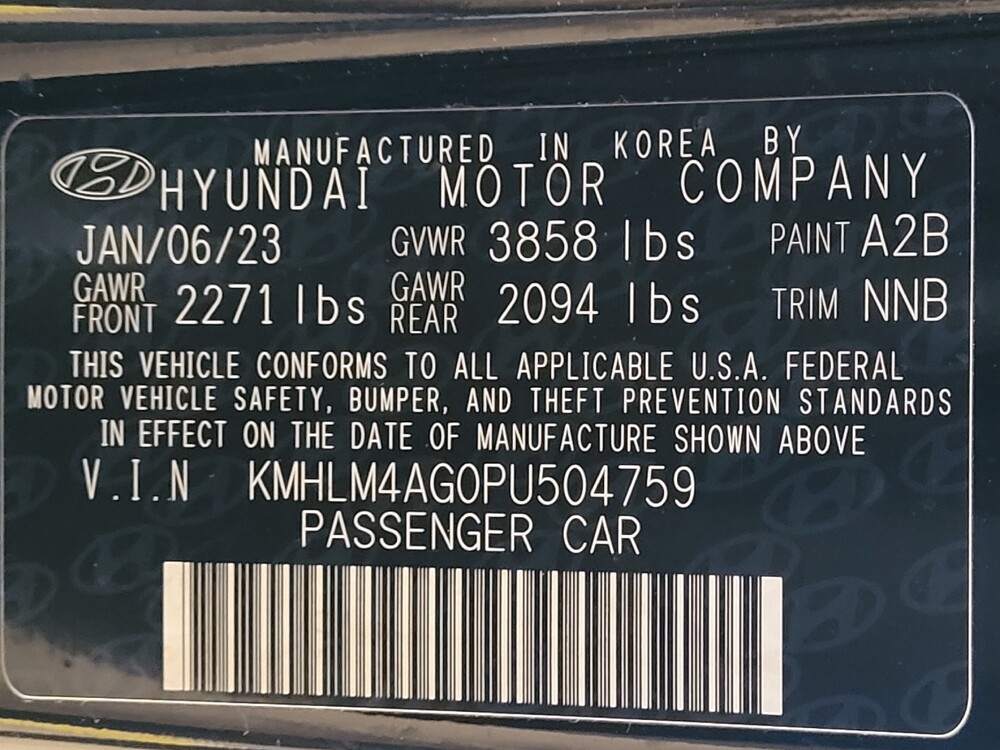 MANUFACTURED IN KOREA BY
HYUNDAI MOTOR COMPANY
JAN/06/23 GVWR 3858 lbs PAINT A2B
GAWR FRONT 2271 lbs GAWR REAR 2094 lbs TRIM NNB
THIS VEHICLE CONFORMS TO ALL APPLICABLE U.S.A. FEDERAL
MOTOR VEHICLE SAFETY, BUMPER, AND THEFT PREVENTION STANDARDS
IN EFFECT ON THE DATE OF MANUFACTURE SHOWN ABOVE
V.I.N KMHLM4AG0PU504759
PASSENGER CAR